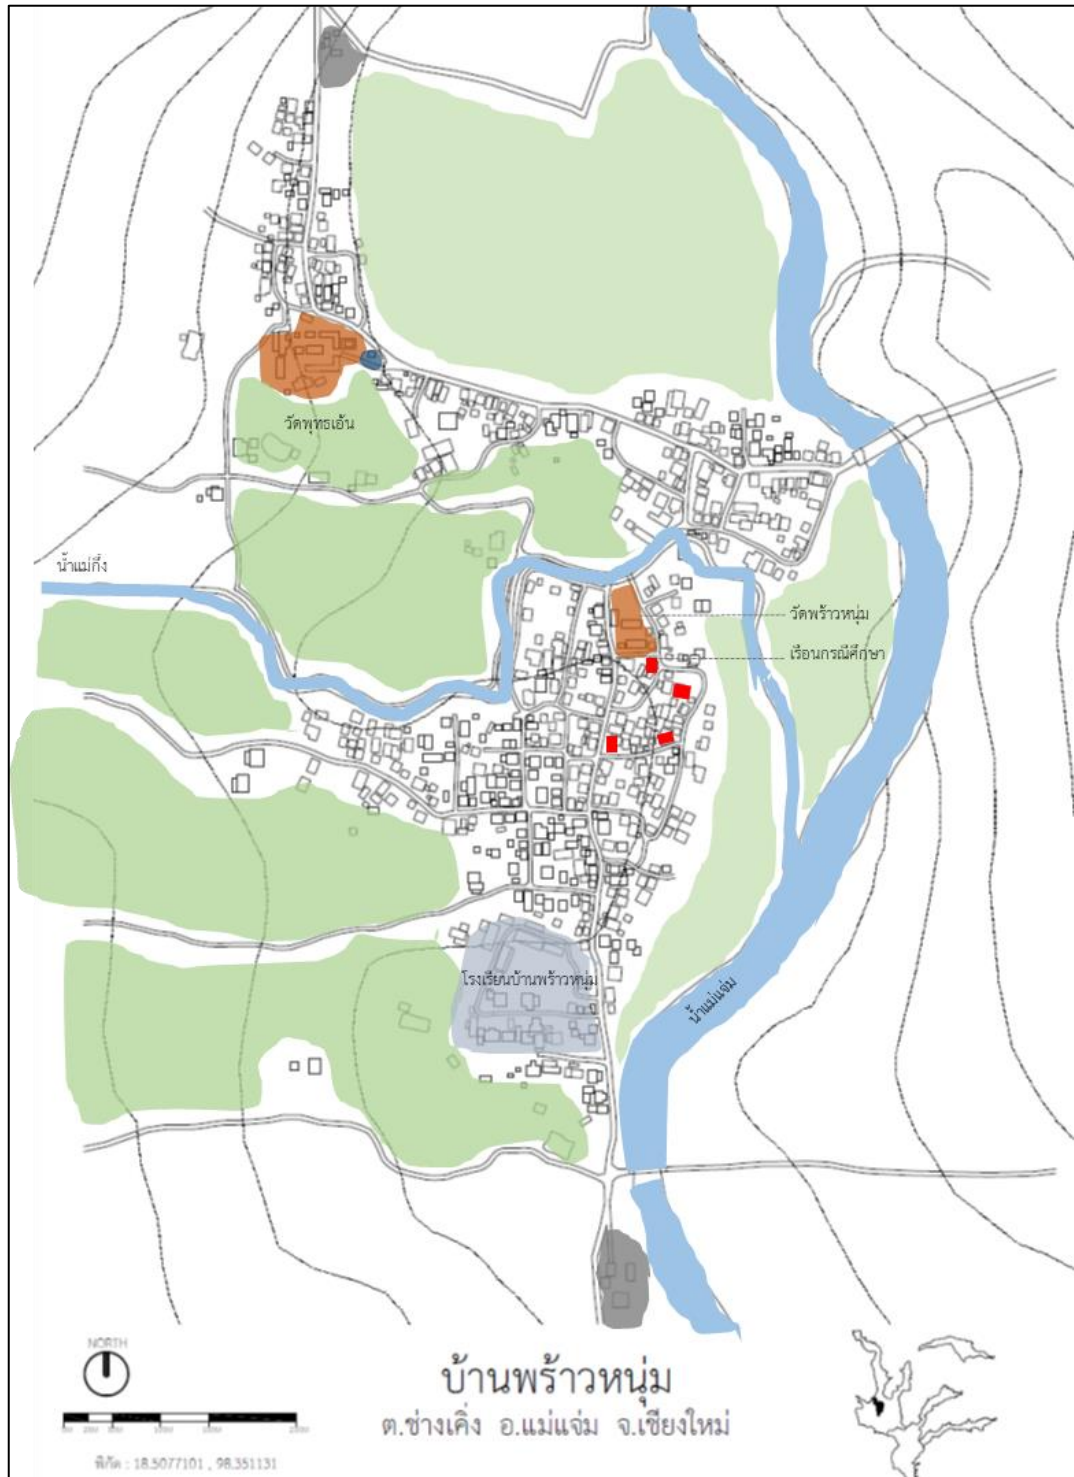 วัดพุทธเอ้น
น้ำแม่กึ๋ง
วัดพร้าวหนุ่ม
เรือนกรณีศึกษา
โรงเรียนบ้านพร้าวหนุ่ม
น้ำแม่แจ่ม
NORTH
บ้านพร้าวหนุ่ม
ต.ช่างเคิ่ง อ.แม่แจ่ม จ.เชียงใหม่
พิกัด : 18.5077101 , 98.351131